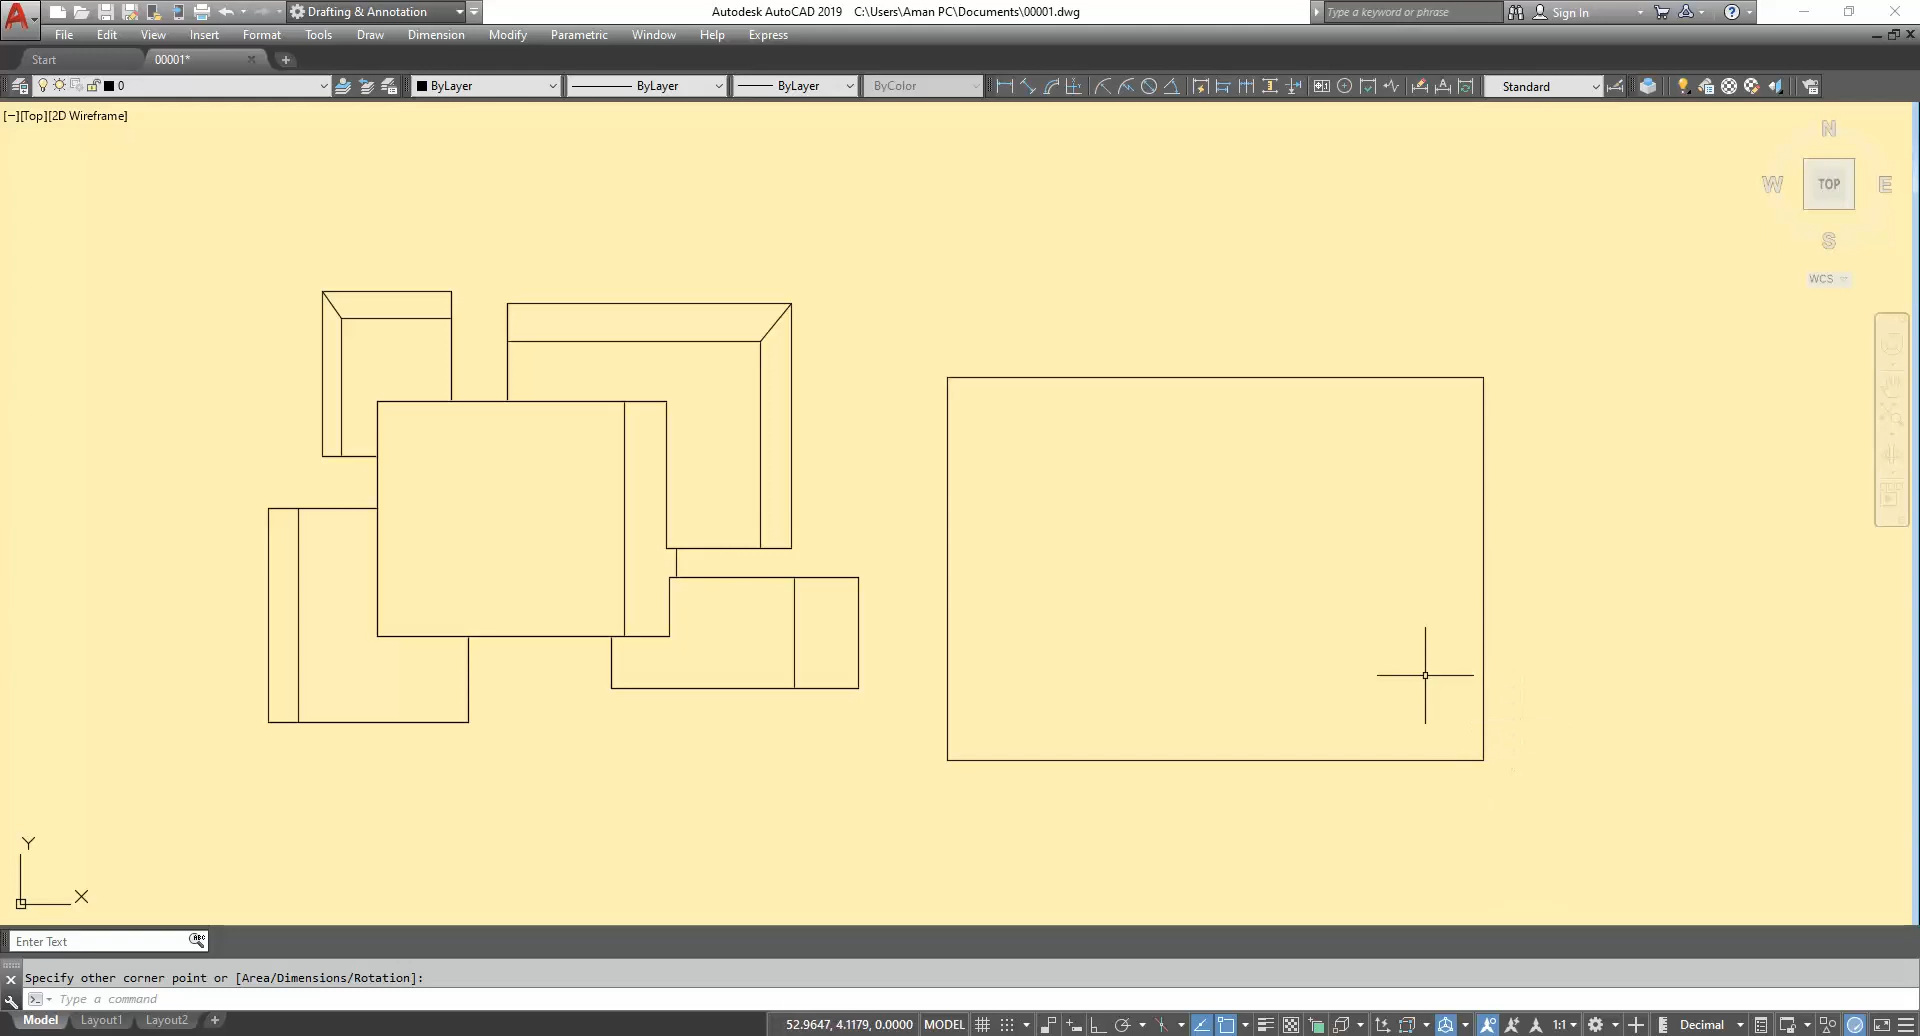 Drafting & Annotation
Autodesk AutoCAD 2019 C:\Users\Aman PC\Documents\00001.dwg
Type a keyword or phrase
Sign In
File Edit View Insert Format Tools Draw Dimension Modify Parametric Window Help Express
Start
00001*
0
ByLayer
ByLayer
ByLayer
ByColor
Standard
[−][Top][2D Wireframe]
N
W
TOP
E
S
WCS
Y
X
Enter Text
ABC
Specify other corner point or [Area/Dimensions/Rotation]:
Type a command
Model Layout1 Layout2
52.9647, 4.1179, 0.0000 MODEL
1:1
Decimal